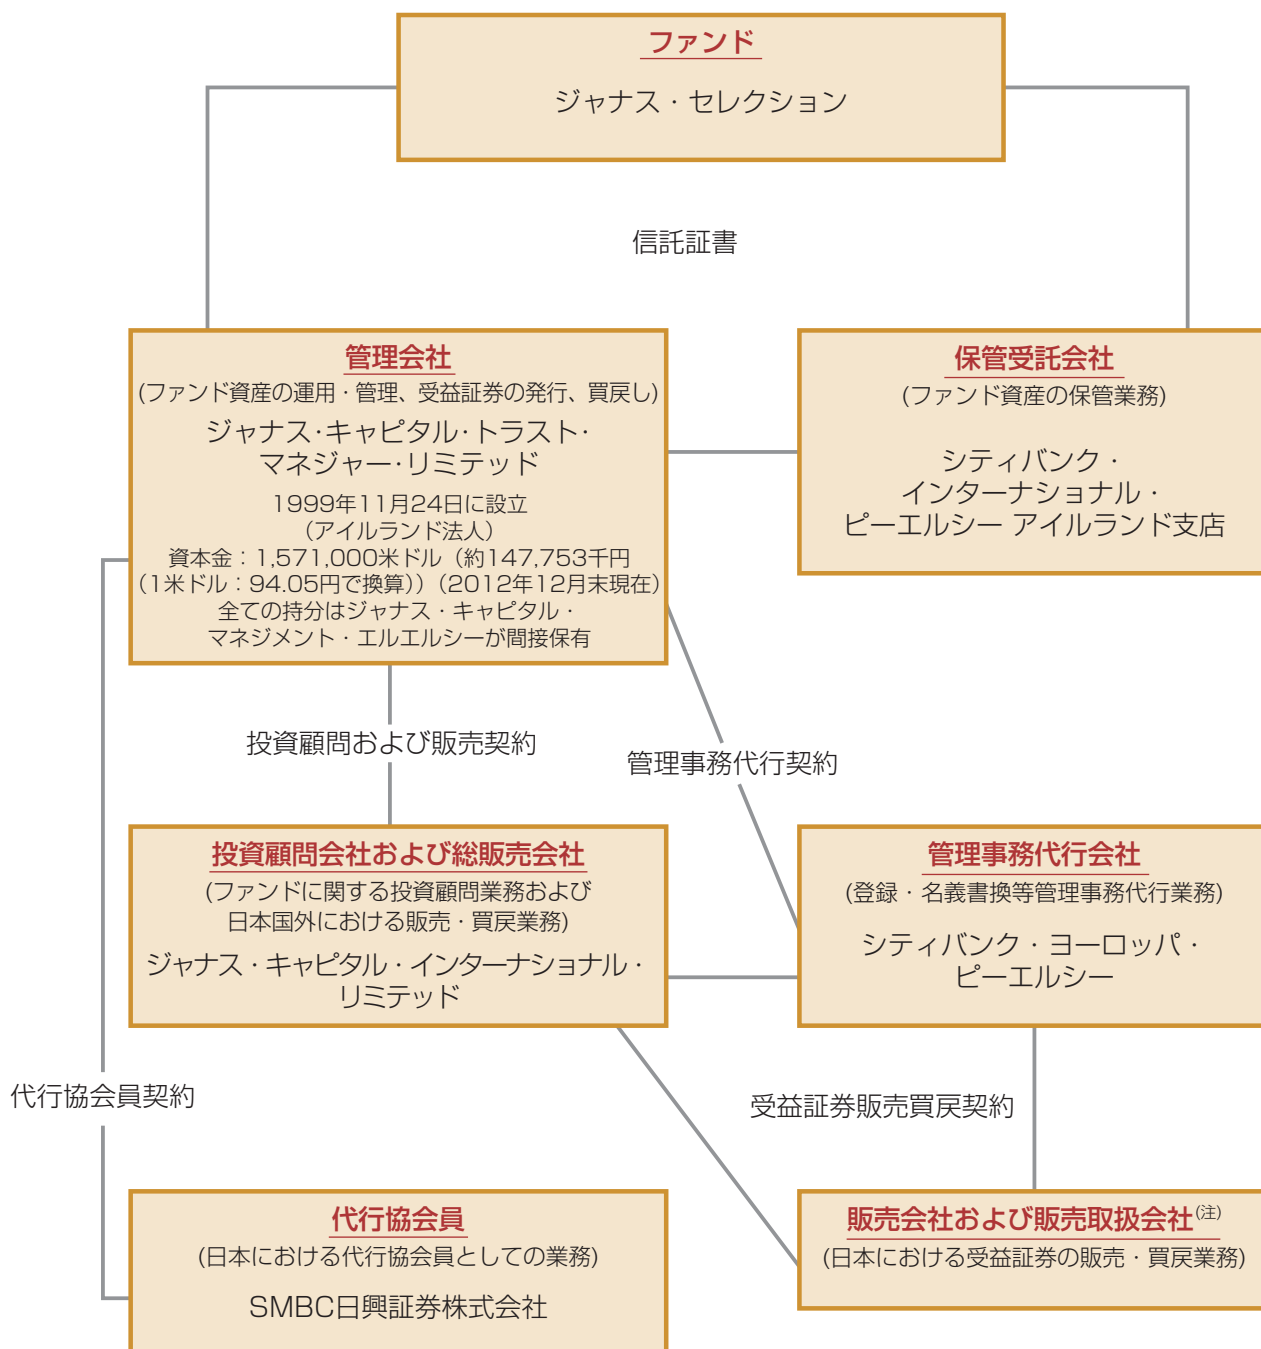 ファンド
ジャナス・セレクション
信託証書
管理会社
(ファンド資産の運用・管理、受益証券の発行、買戻し)
ジャナス・キャピタル・トラスト・
マネジャー・リミテッド
1999年11月24日に設立
（アイルランド法人）
資本金：1,571,000米ドル（約147,753千円
（1米ドル：94.05円で換算））（2012年12月末現在）
全ての持分はジャナス・キャピタル・
マネジメント・エルエルシーが間接保有
保管受託会社
(ファンド資産の保管業務)
シティバンク・
インターナショナル・
ピーエルシー アイルランド支店
投資顧問および販売契約
管理事務代行契約
投資顧問会社および総販売会社
(ファンドに関する投資顧問業務および
日本国外における販売・買戻業務)
ジャナス・キャピタル・インターナショナル・
リミテッド
管理事務代行会社
(登録・名義書換等管理事務代行業務)
シティバンク・ヨーロッパ・
ピーエルシー
代行協会員契約
受益証券販売買戻契約
代行協会員
(日本における代行協会員としての業務)
SMBC日興証券株式会社
販売会社および販売取扱会社(注)
(日本における受益証券の販売・買戻業務)